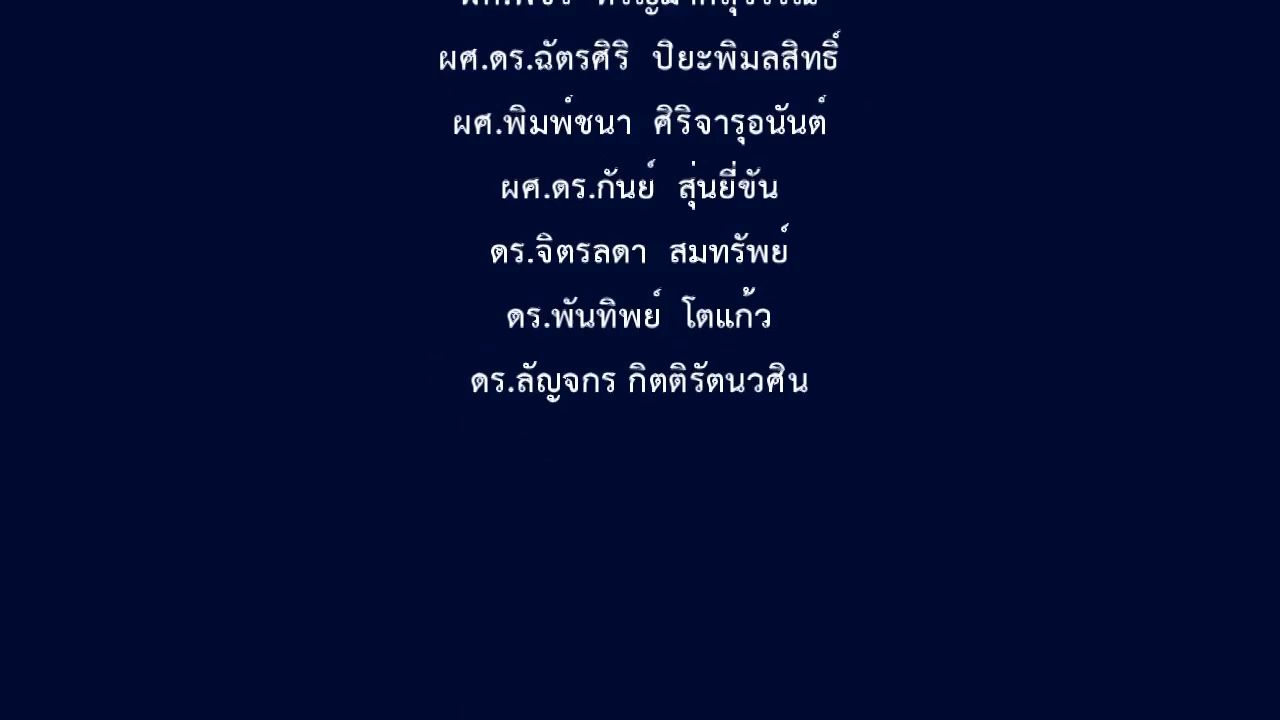 ผศ.ดร.ฉัตรศิริ ปิยะพิมลสิทธิ์
ผศ.พิมพ์ชนา ศิริจารุอนันต์
ผศ.ดร.กันย์ สุ่นยี่ขัน
ดร.จิตรลดา สมทรัพย์
ดร.พันทิพย์ โตแก้ว
ดร.ลัญจกร กิตติรัตนวศิน